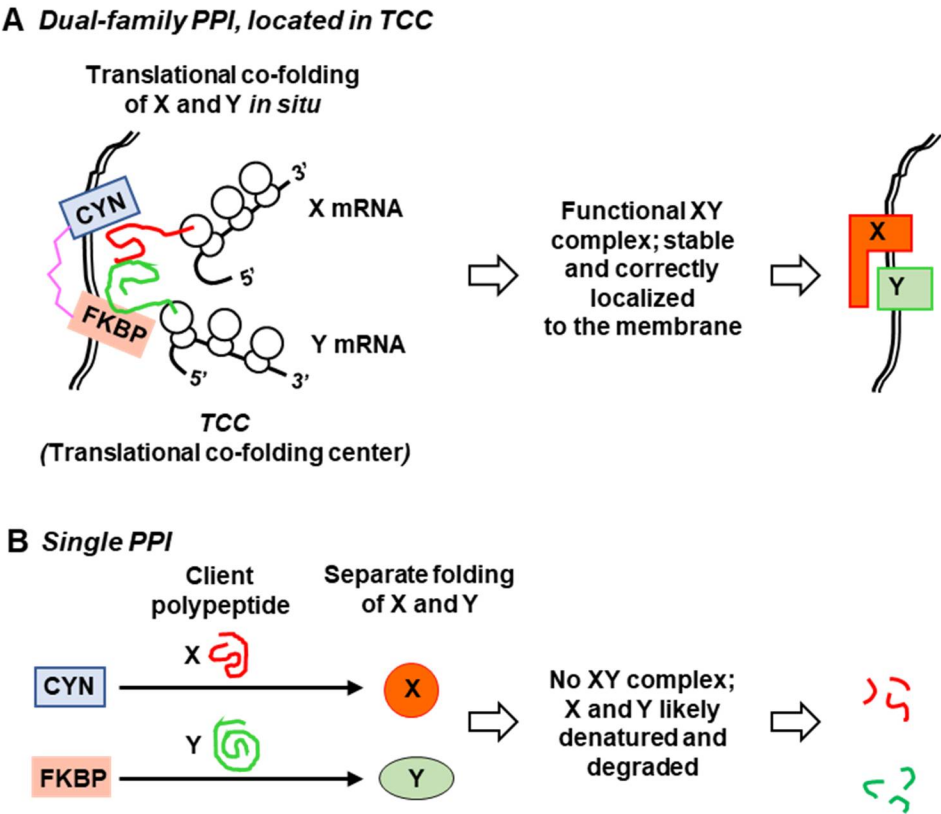 A Dual-family PPI, located in TCC
Translational co-folding
of X and Y in situ
CYN
FKBP
3’
X mRNA
5’
Y mRNA
5’
3’
TCC
(Translational co-folding center)
Functional XY
complex; stable
and correctly
localized
to the membrane
X
Y
B Single PPI
Client
polypeptide
Separate folding
of X and Y
X
CYN
X
Y
FKBP
Y
No XY complex;
X and Y likely
denatured and
degraded